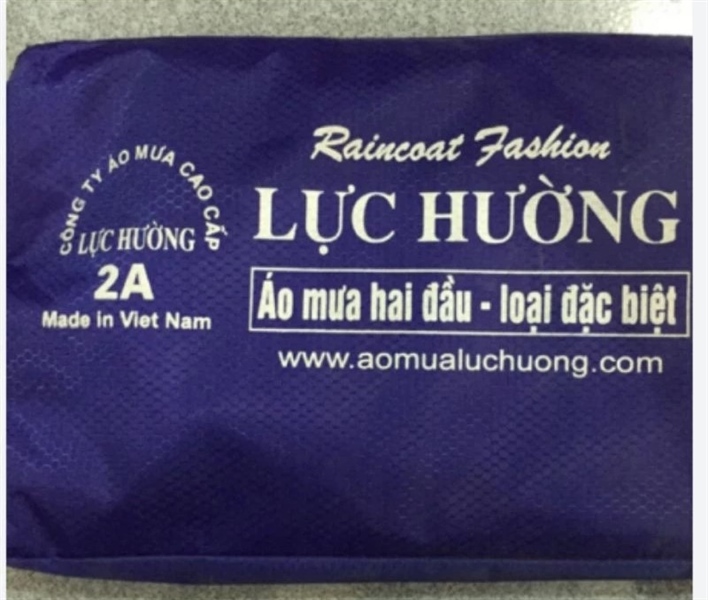 CÔNG TY ÁO MƯA CAO CẤP
LỰC HƯỜNG
2A
Made in Viet Nam
Raincoat Fashion
LỰC HƯỜNG
Áo mưa hai đầu - loại đặc biệt
www.aomualuchuong.com